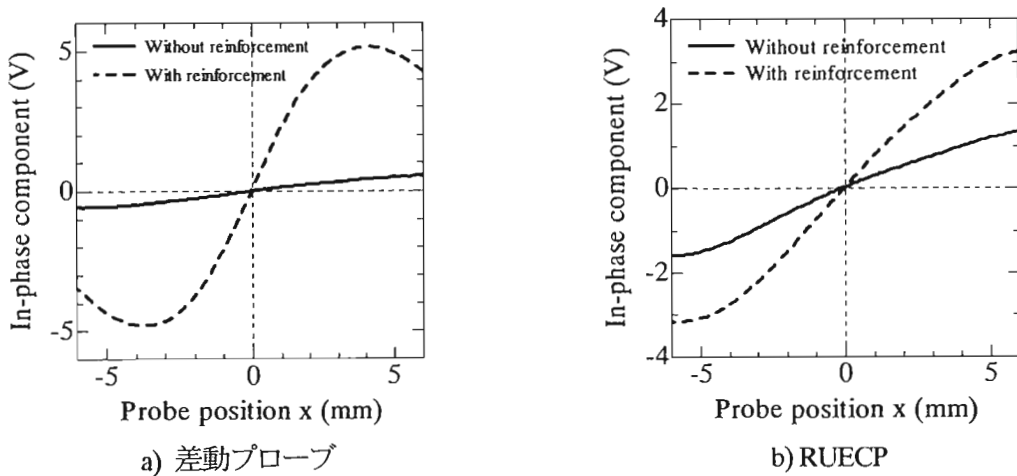 5
Without reinforcement
With reinforcement
0
-5
In-phase component (V)
-5
0
5
Probe position x (mm)
a) 差動プローブ
4
Without reinforcement
With reinforcement
2
0
-2
-4
In-phase component (V)
-5
0
5
Probe position x (mm)
b) RUECP